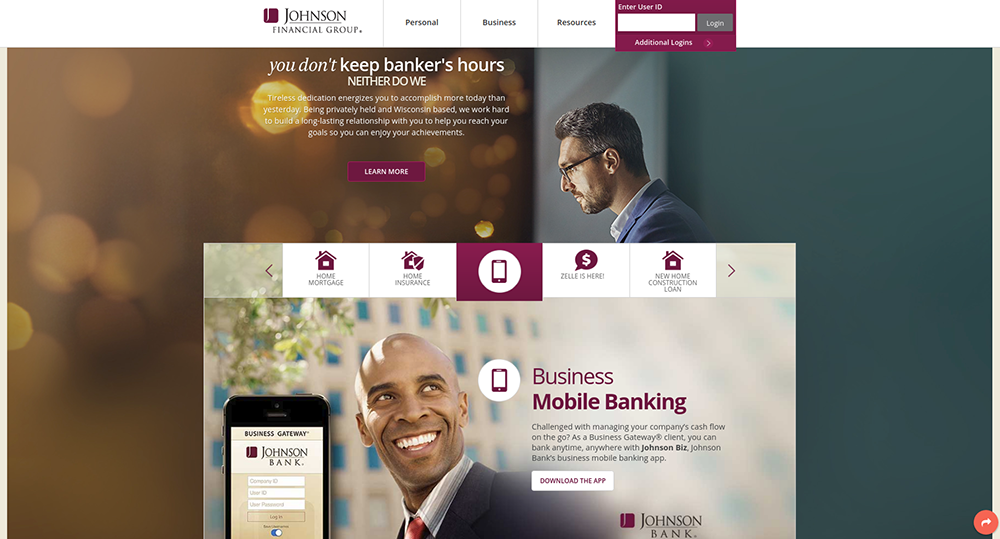 JOHNSON
FINANCIAL GROUP®
Personal
Business
Resources
Enter User ID
Login
Additional Logins
you don't keep banker's hours
NEITHER DO WE
Tireless dedication energizes you to accomplish more today than
yesterday. Being privately held and Wisconsin based, we work hard
to build a long-lasting relationship with you to help you reach your
goals so you can enjoy your achievements.
LEARN MORE
HOME
MORTGAGE
HOME
INSURANCE
ZELLE IS HERE!
NEW HOME
CONSTRUCTION
LOAN
Business
Mobile Banking
Challenged with managing your company's cash flow
on the go? As a Business Gateway® client, you can
bank anytime, anywhere with Johnson Biz, Johnson
Bank's business mobile banking app.
DOWNLOAD THE APP
BUSINESS GATEWAY
JOHNSON
BANK®
Company ID
User ID
User Password
Log in
JOHNSON
BANK®